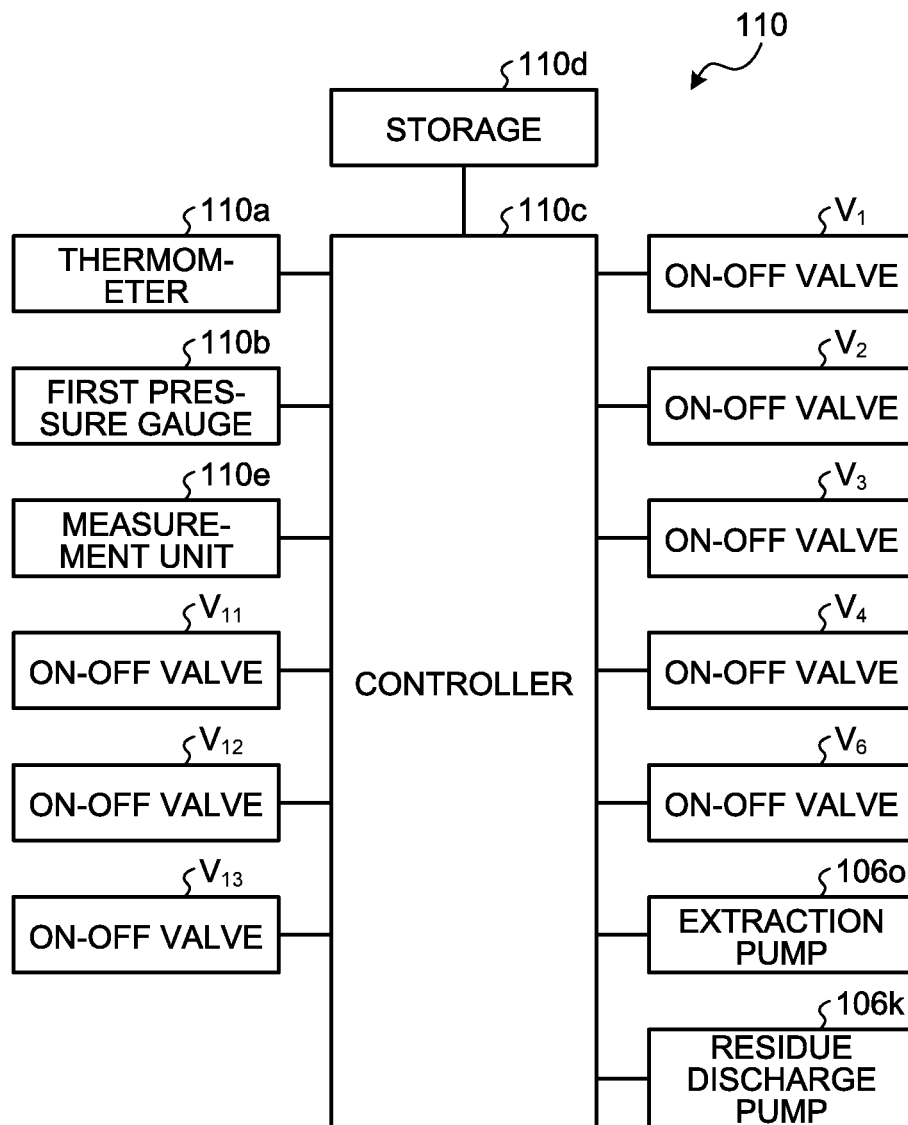 110
110d
STORAGE
110a
THERMOM-
ETER
110b
FIRST PRES-
SURE GAUGE
110e
MEASURE-
MENT UNIT
V11
ON-OFF VALVE
V12
ON-OFF VALVE
V13
ON-OFF VALVE
110c
CONTROLLER
V1
ON-OFF VALVE
V2
ON-OFF VALVE
V3
ON-OFF VALVE
V4
ON-OFF VALVE
V6
ON-OFF VALVE
106o
EXTRACTION
PUMP
106k
RESIDUE
DISCHARGE
PUMP